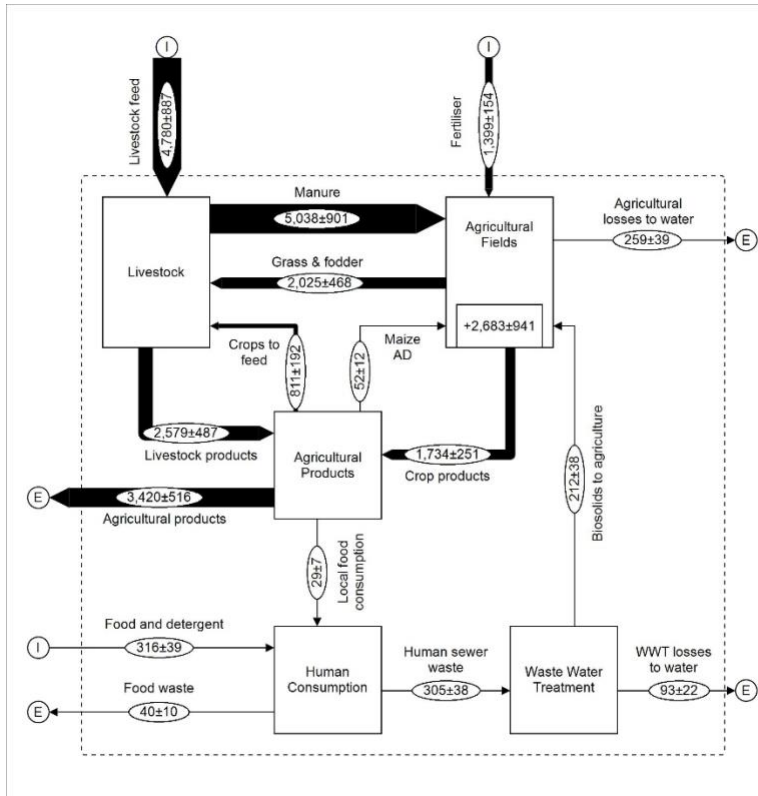 I
I
Livestock feed
4,780±887
Fertiliser
1,399±154
Manure
5,038±901
Agricultural
losses to water
259±39
E
Livestock
Agricultural
Fields
Grass & fodder
2,025±468
+2,683±941
Crops to
feed
811±192
52±12
Maize
AD
2,579±487
Livestock products
Agricultural
Products
1,734±251
Crop products
212±38
Biosolids to agriculture
E
3,420±516
Agricultural products
29±7
Local food
consumption
Food and detergent
I
316±39
Human
Consumption
Human sewer
waste
305±38
Waste Water
Treatment
WWT losses
to water
93±22
E
Food waste
E
40±10